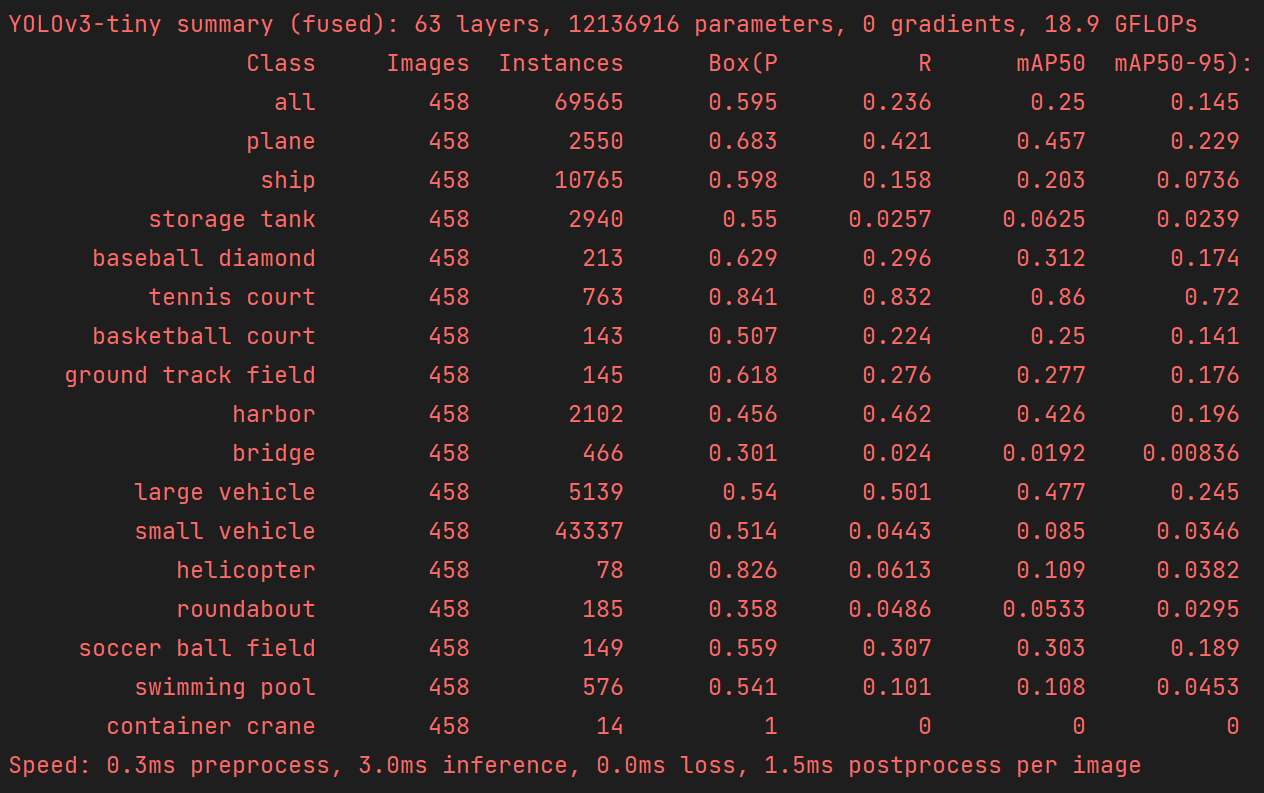 YOLOv3-tiny summary (fused): 63 layers, 12136916 parameters, 0 gradients, 18.9 GFLOPs
Class Images Instances Box(P R mAP50 mAP50-95):
all 458 69565 0.595 0.236 0.25 0.145
plane 458 2550 0.683 0.421 0.457 0.229
ship 458 10765 0.598 0.158 0.203 0.0736
storage tank 458 2940 0.55 0.0257 0.0625 0.0239
baseball diamond 458 213 0.629 0.296 0.312 0.174
tennis court 458 763 0.841 0.832 0.86 0.72
basketball court 458 143 0.507 0.224 0.25 0.141
ground track field 458 145 0.618 0.276 0.277 0.176
harbor 458 2102 0.456 0.462 0.426 0.196
bridge 458 466 0.301 0.024 0.0192 0.00836
large vehicle 458 5139 0.54 0.501 0.477 0.245
small vehicle 458 43337 0.514 0.0443 0.085 0.0346
helicopter 458 78 0.826 0.0613 0.109 0.0382
roundabout 458 185 0.358 0.0486 0.0533 0.0295
soccer ball field 458 149 0.559 0.307 0.303 0.189
swimming pool 458 576 0.541 0.101 0.108 0.0453
container crane 458 14 1 0 0 0
Speed: 0.3ms preprocess, 3.0ms inference, 0.0ms loss, 1.5ms postprocess per image